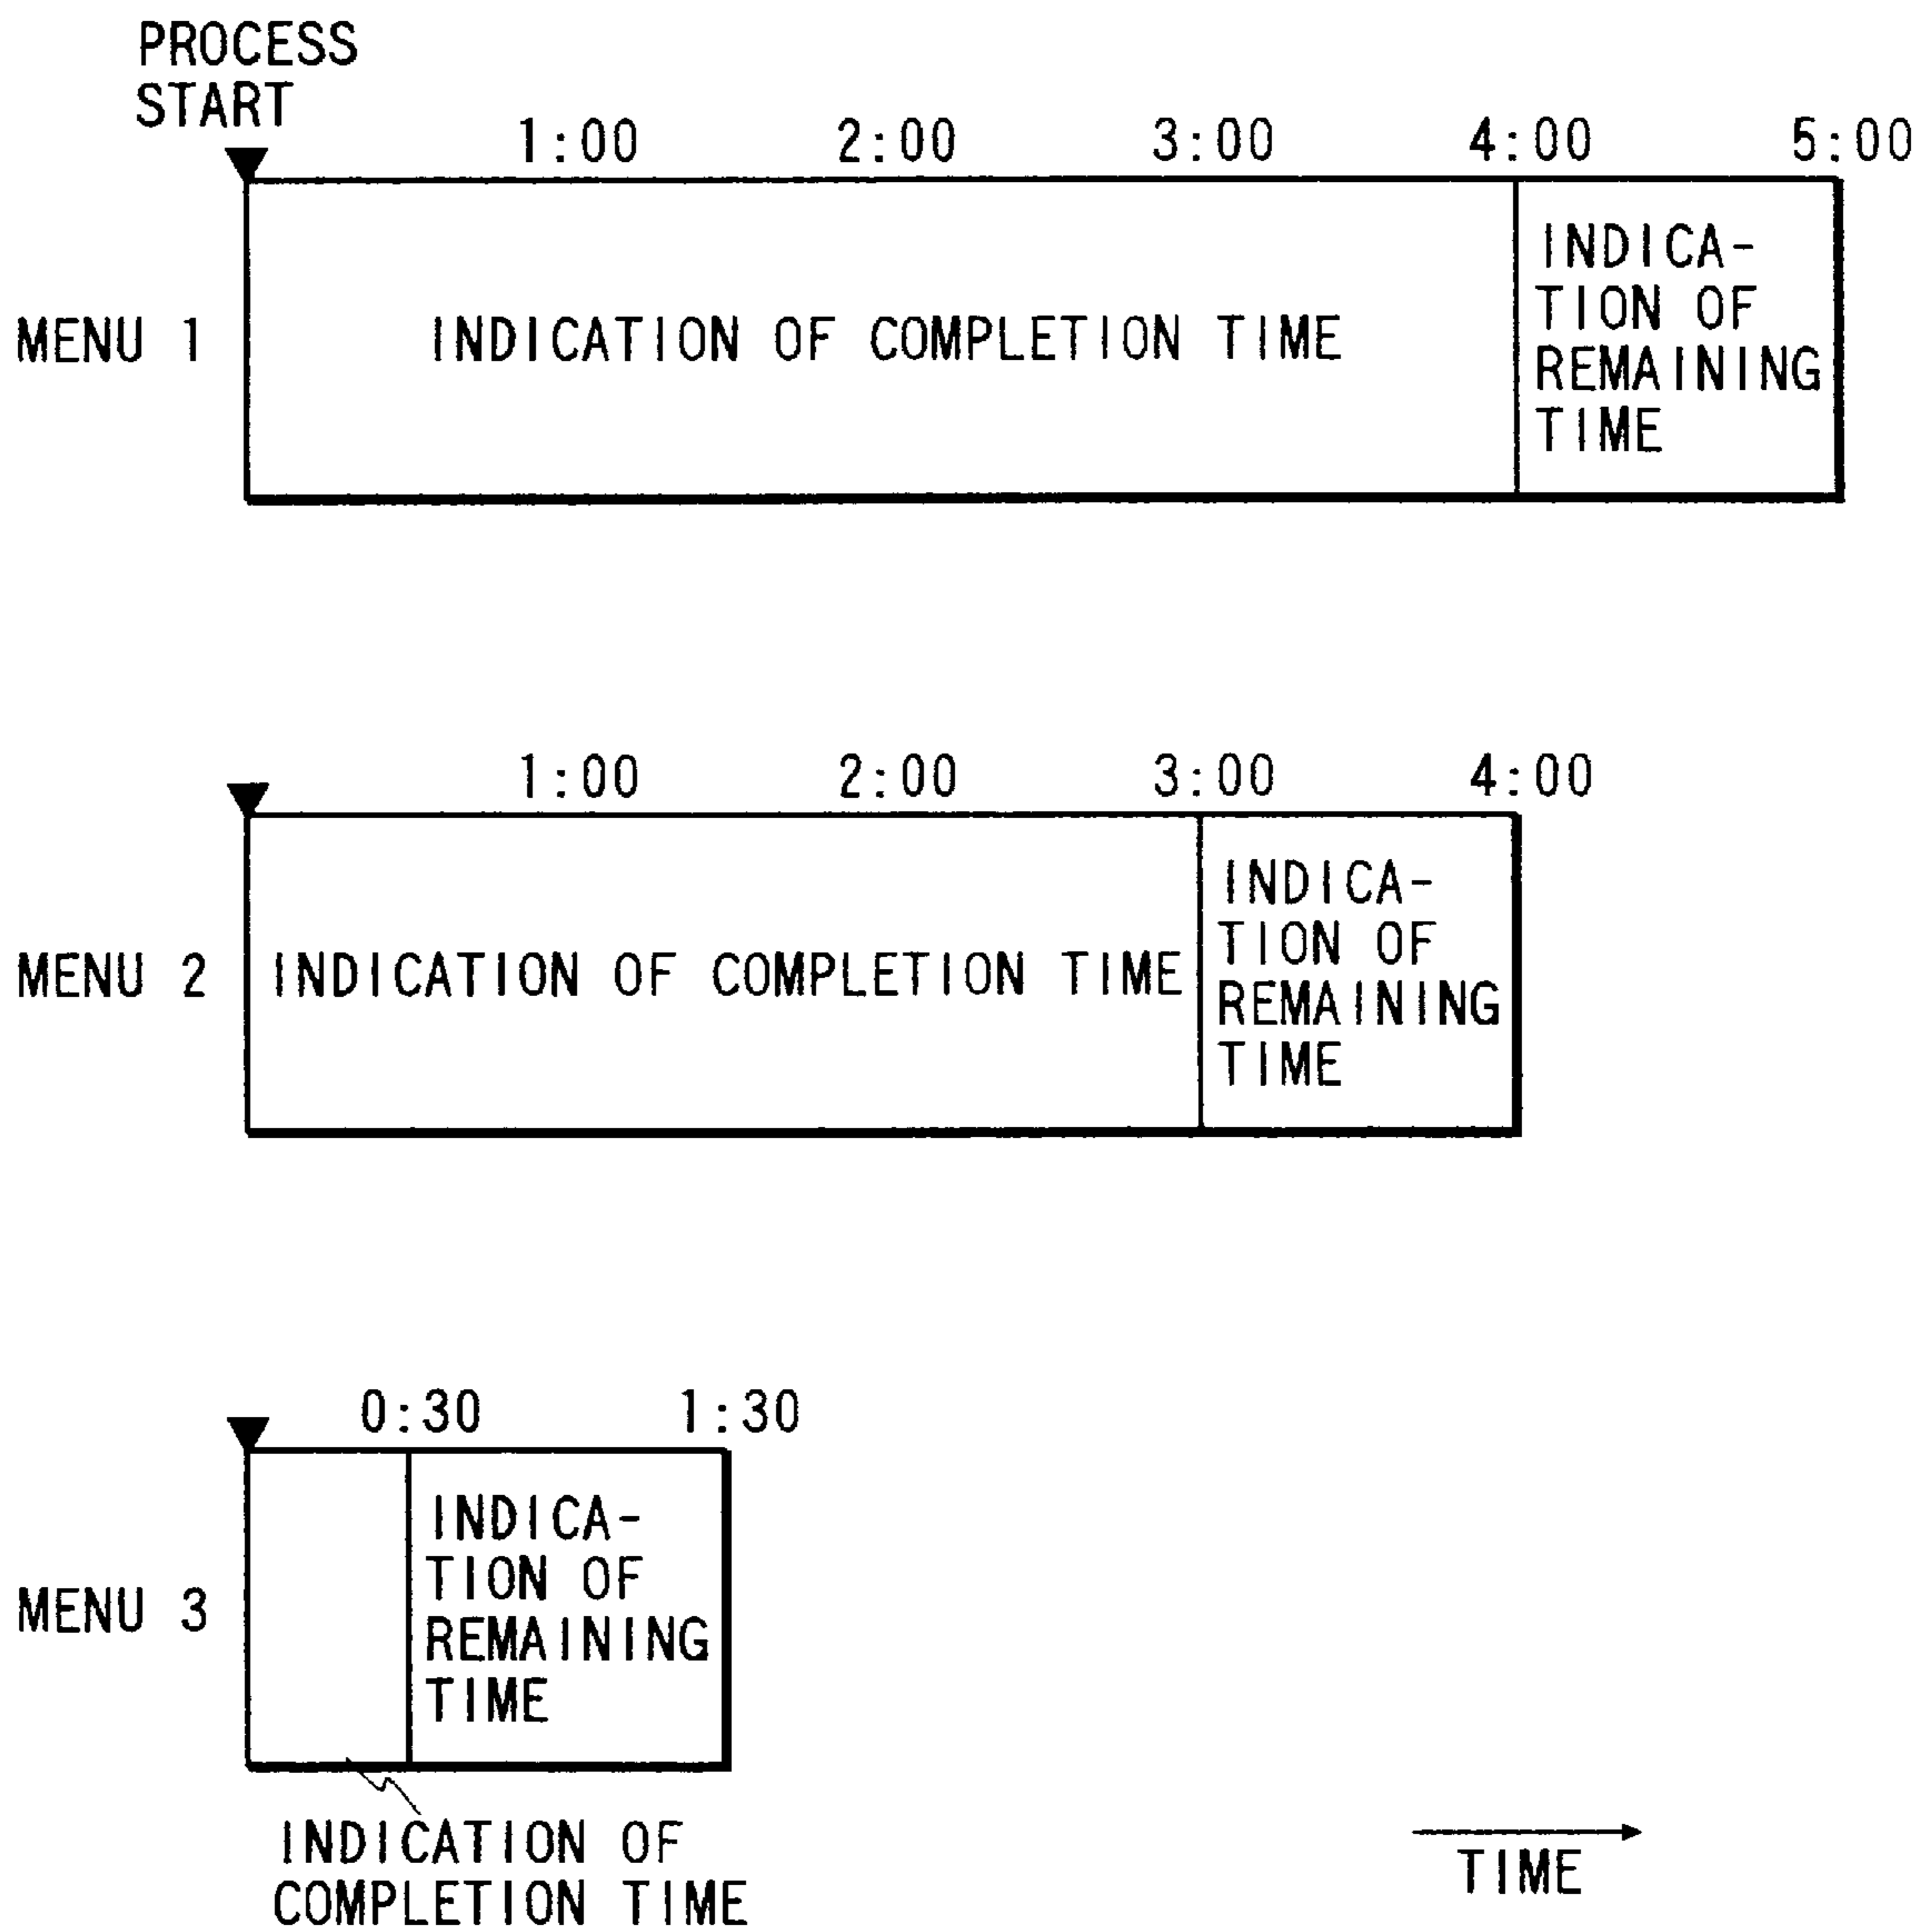 PROCESS
START
1:00 2:00 3:00 4:00 5:00
MENU 1
INDICATION OF COMPLETION TIME
INDICA-
TION OF
REMAINING
TIME
1:00 2:00 3:00 4:00
MENU 2
INDICATION OF COMPLETION TIME
INDICA-
TION OF
REMAINING
TIME
0:30 1:30
MENU 3
INDICA-
TION OF
REMAINING
TIME
INDICATION OF
COMPLETION TIME
TIME